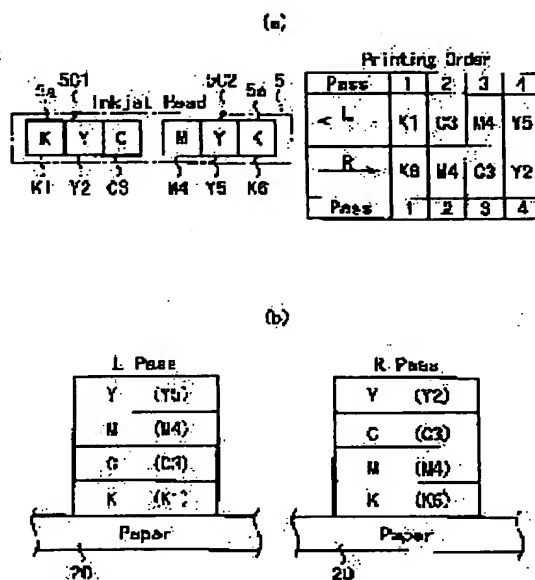 (a)
5a 5C1 5C2 5a 5
Inkjet Head
K Y C M Y
K1 Y2 C3 M4 Y5 K6
Printing Order
Pass 1 2 3 4
L K1 C3 M4 Y5
R K6 M4 C3 Y2
Pass 1 2 3 4
(b)
L Pass
Y (Y5)
M (M4)
C (C3)
K
Paper
20
R Pass
Y (Y2)
C (C3)
M (M4)
K (K6)
Paper
20